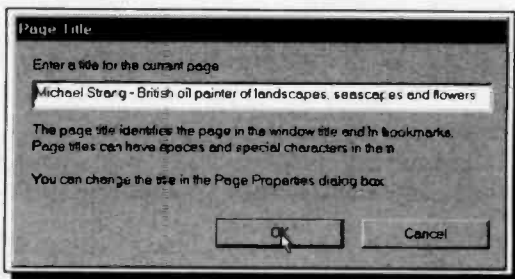 Page Title
Enter a title for the current page
Michael Strang - British oil painter of landscapes, seascapes and flowers
The page title identifies the page in the window title and in bookmarks.
Page titles can have spaces and special characters in them
You can change the title in the Page Properties dialog box
OK
Cancel